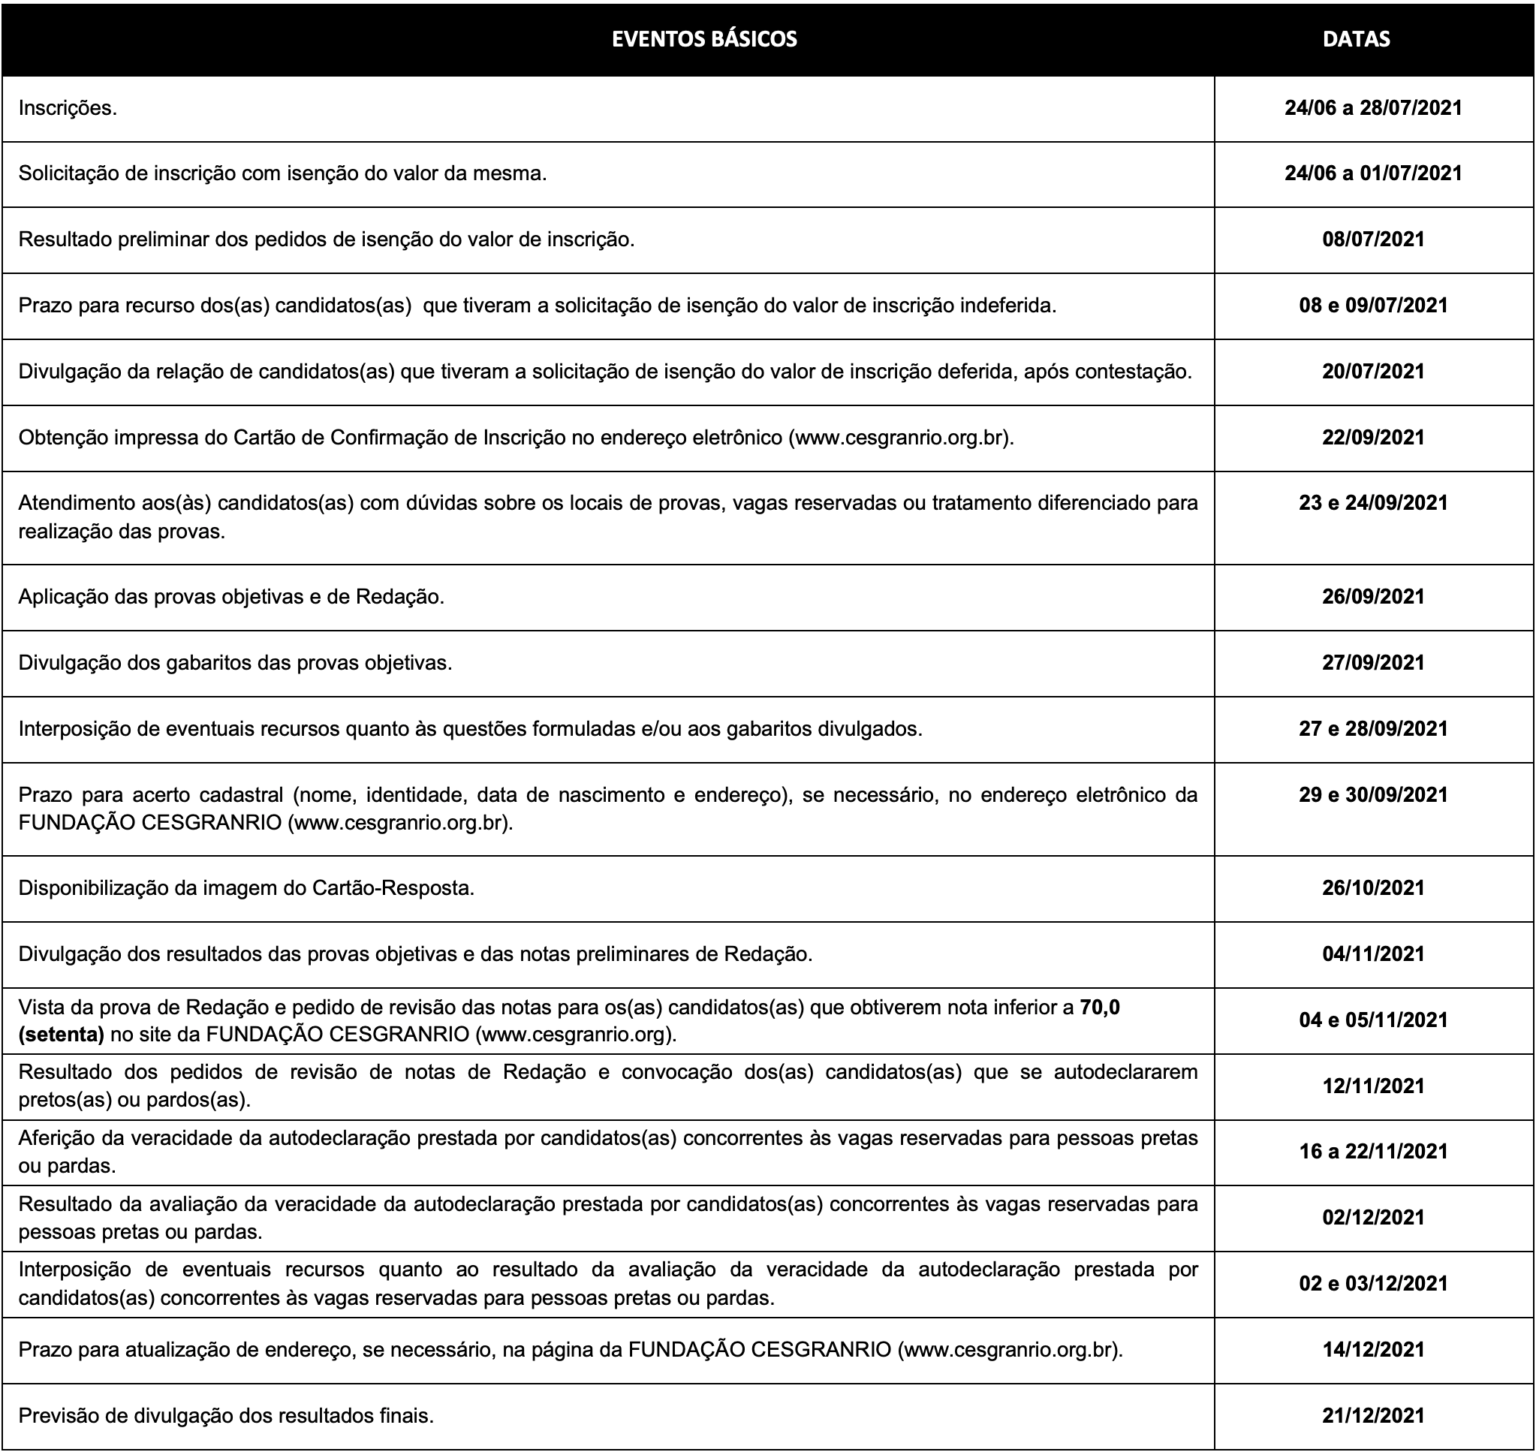 EVENTOS BÁSICOS DATAS
Inscrições. 24/06 a 28/07/2021
Solicitação de inscrição com isenção do valor da mesma. 24/06 a 01/07/2021
Resultado preliminar dos pedidos de isenção do valor de inscrição. 08/07/2021
Prazo para recurso dos(as) candidatos(as) que tiveram a solicitação de isenção do valor de inscrição indeferida. 08 e 09/07/2021
Divulgação da relação de candidatos(as) que tiveram a solicitação de isenção do valor de inscrição deferida, após contestação. 20/07/2021
Obtenção impressa do Cartão de Confirmação de Inscrição no endereço eletrônico (www.cesgranrio.org.br). 22/09/2021
Atendimento aos(às) candidatos(as) com dúvidas sobre os locais de provas, vagas reservadas ou tratamento diferenciado para 23 e 24/09/2021
realização das provas.
Aplicação das provas objetivas e de Redação. 26/09/2021
Divulgação dos gabaritos das provas objetivas. 27/09/2021
Interposição de eventuais recursos quanto às questões formuladas e/ou aos gabaritos divulgados. 27 e 28/09/2021
Prazo para acerto cadastral (nome, identidade, data de nascimento e endereço), se necessário, no endereço eletrônico da 29 e 30/09/2021
FUNDAÇÃO CESGRANRIO (www.cesgranrio.org.br).
Disponibilização da imagem do Cartão-Resposta. 26/10/2021
Divulgação dos resultados das provas objetivas e das notas preliminares de Redação. 04/11/2021
Vista da prova de Redação e pedido de revisão das notas para os(as) candidatos(as) que obtiverem nota inferior a 70,0
(setenta) no site da FUNDAÇÃO CESGRANRIO (www.cesgranrio.org). 04 e 05/11/2021
Resultado dos pedidos de revisão de notas de Redação e convocação dos(as) candidatos(as) que se autodeclararem
pretos(as) ou pardos(as). 12/11/2021
Aferição da veracidade da autodeclaração prestada por candidatos(as) concorrentes às vagas reservadas para pessoas pretas
ou pardas. 16 a 22/11/2021
Resultado da avaliação da veracidade da autodeclaração prestada por candidatos(as) concorrentes às vagas reservadas para
pessoas pretas ou pardas. 02/12/2021
Interposição de eventuais recursos quanto ao resultado da avaliação da veracidade da autodeclaração prestada por
candidatos(as) concorrentes às vagas reservadas para pessoas pretas ou pardas. 02 e 03/12/2021
Prazo para atualização de endereço, se necessário, na página da FUNDAÇÃO CESGRANRIO (www.cesgranrio.org.br). 14/12/2021
Previsão de divulgação dos resultados finais. 21/12/2021